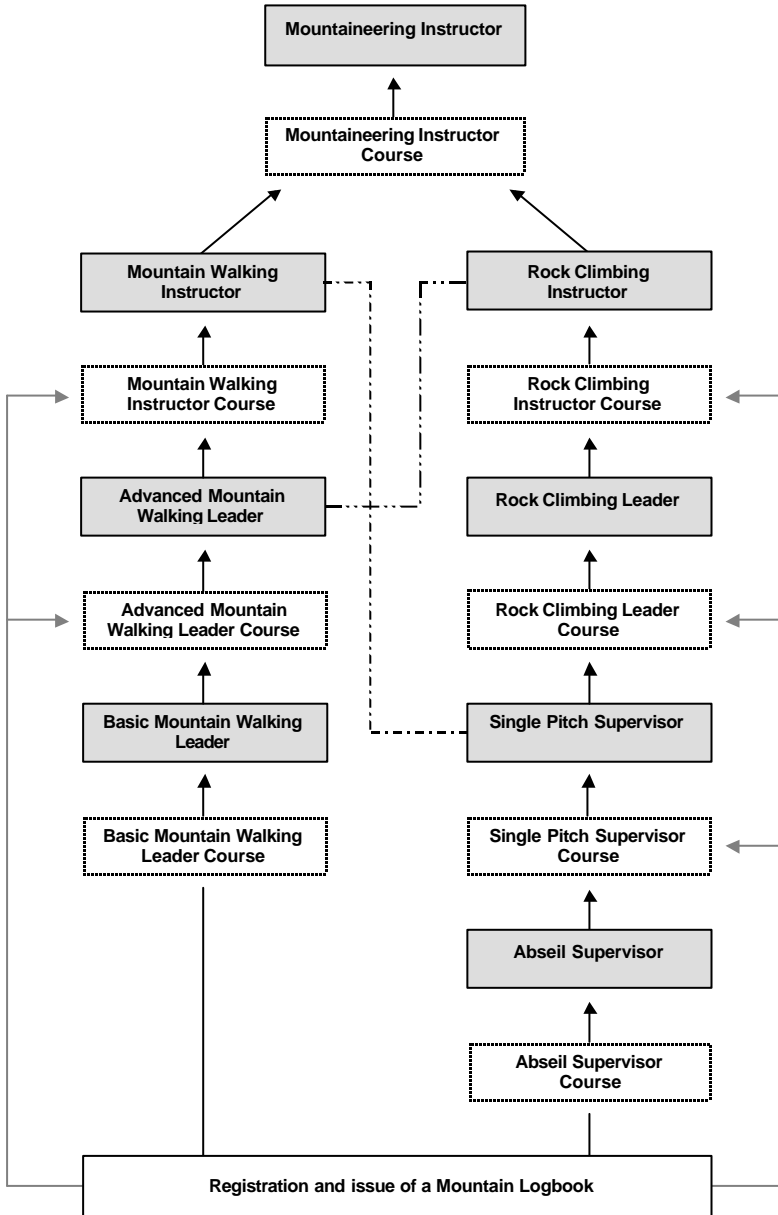 Mountaineering Instructor
Mountaineering Instructor
Course
Mountain Walking
Instructor
Rock Climbing
Instructor
Mountain Walking
Instructor Course
Rock Climbing
Instructor Course
Advanced Mountain
Walking Leader
Rock Climbing Leader
Advanced Mountain
Walking Leader Course
Rock Climbing Leader
Course
Basic Mountain Walking
Leader
Single Pitch Supervisor
Basic Mountain Walking
Leader Course
Single Pitch Supervisor
Course
Abseil Supervisor
Abseil Supervisor
Course
Registration and issue of a Mountain Logbook